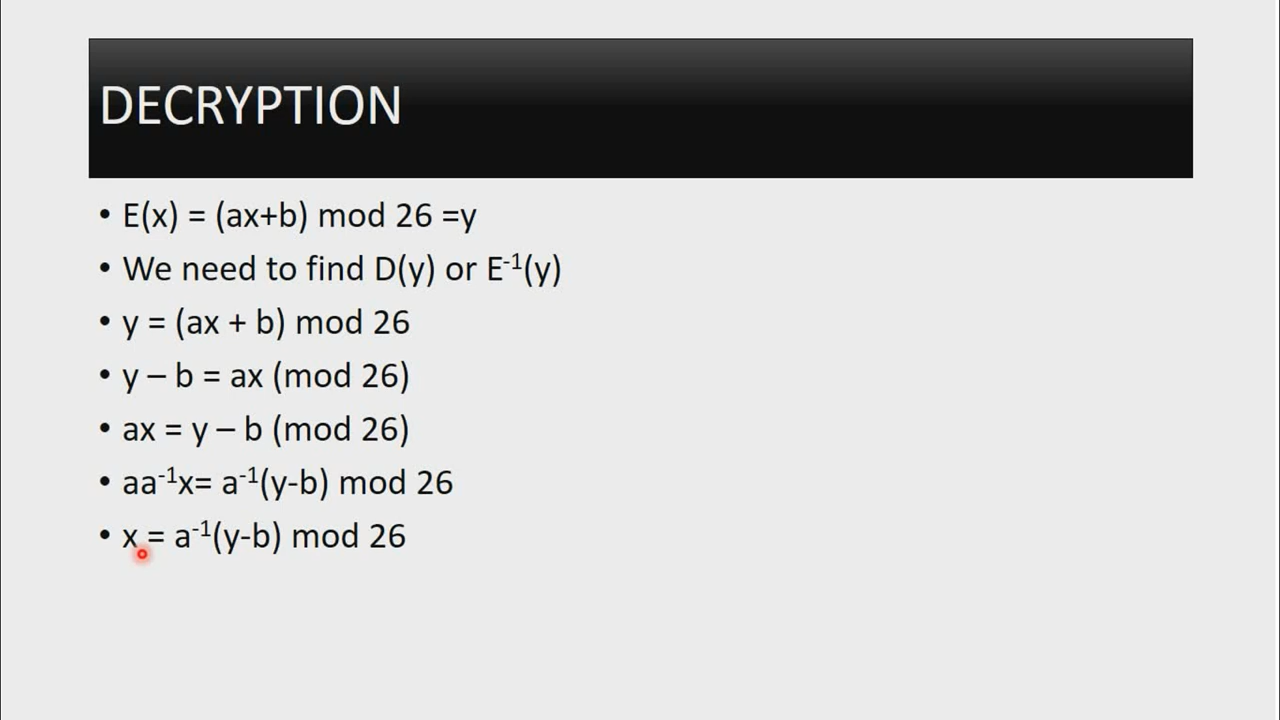 DECRYPTION
• E(x) = (ax+b) mod 26 =y
• We need to find D(y) or E⁻¹(y)
• y = (ax + b) mod 26
• y – b = ax (mod 26)
• ax = y – b (mod 26)
• aa⁻¹x= a⁻¹(y-b) mod 26
• x = a⁻¹(y-b) mod 26